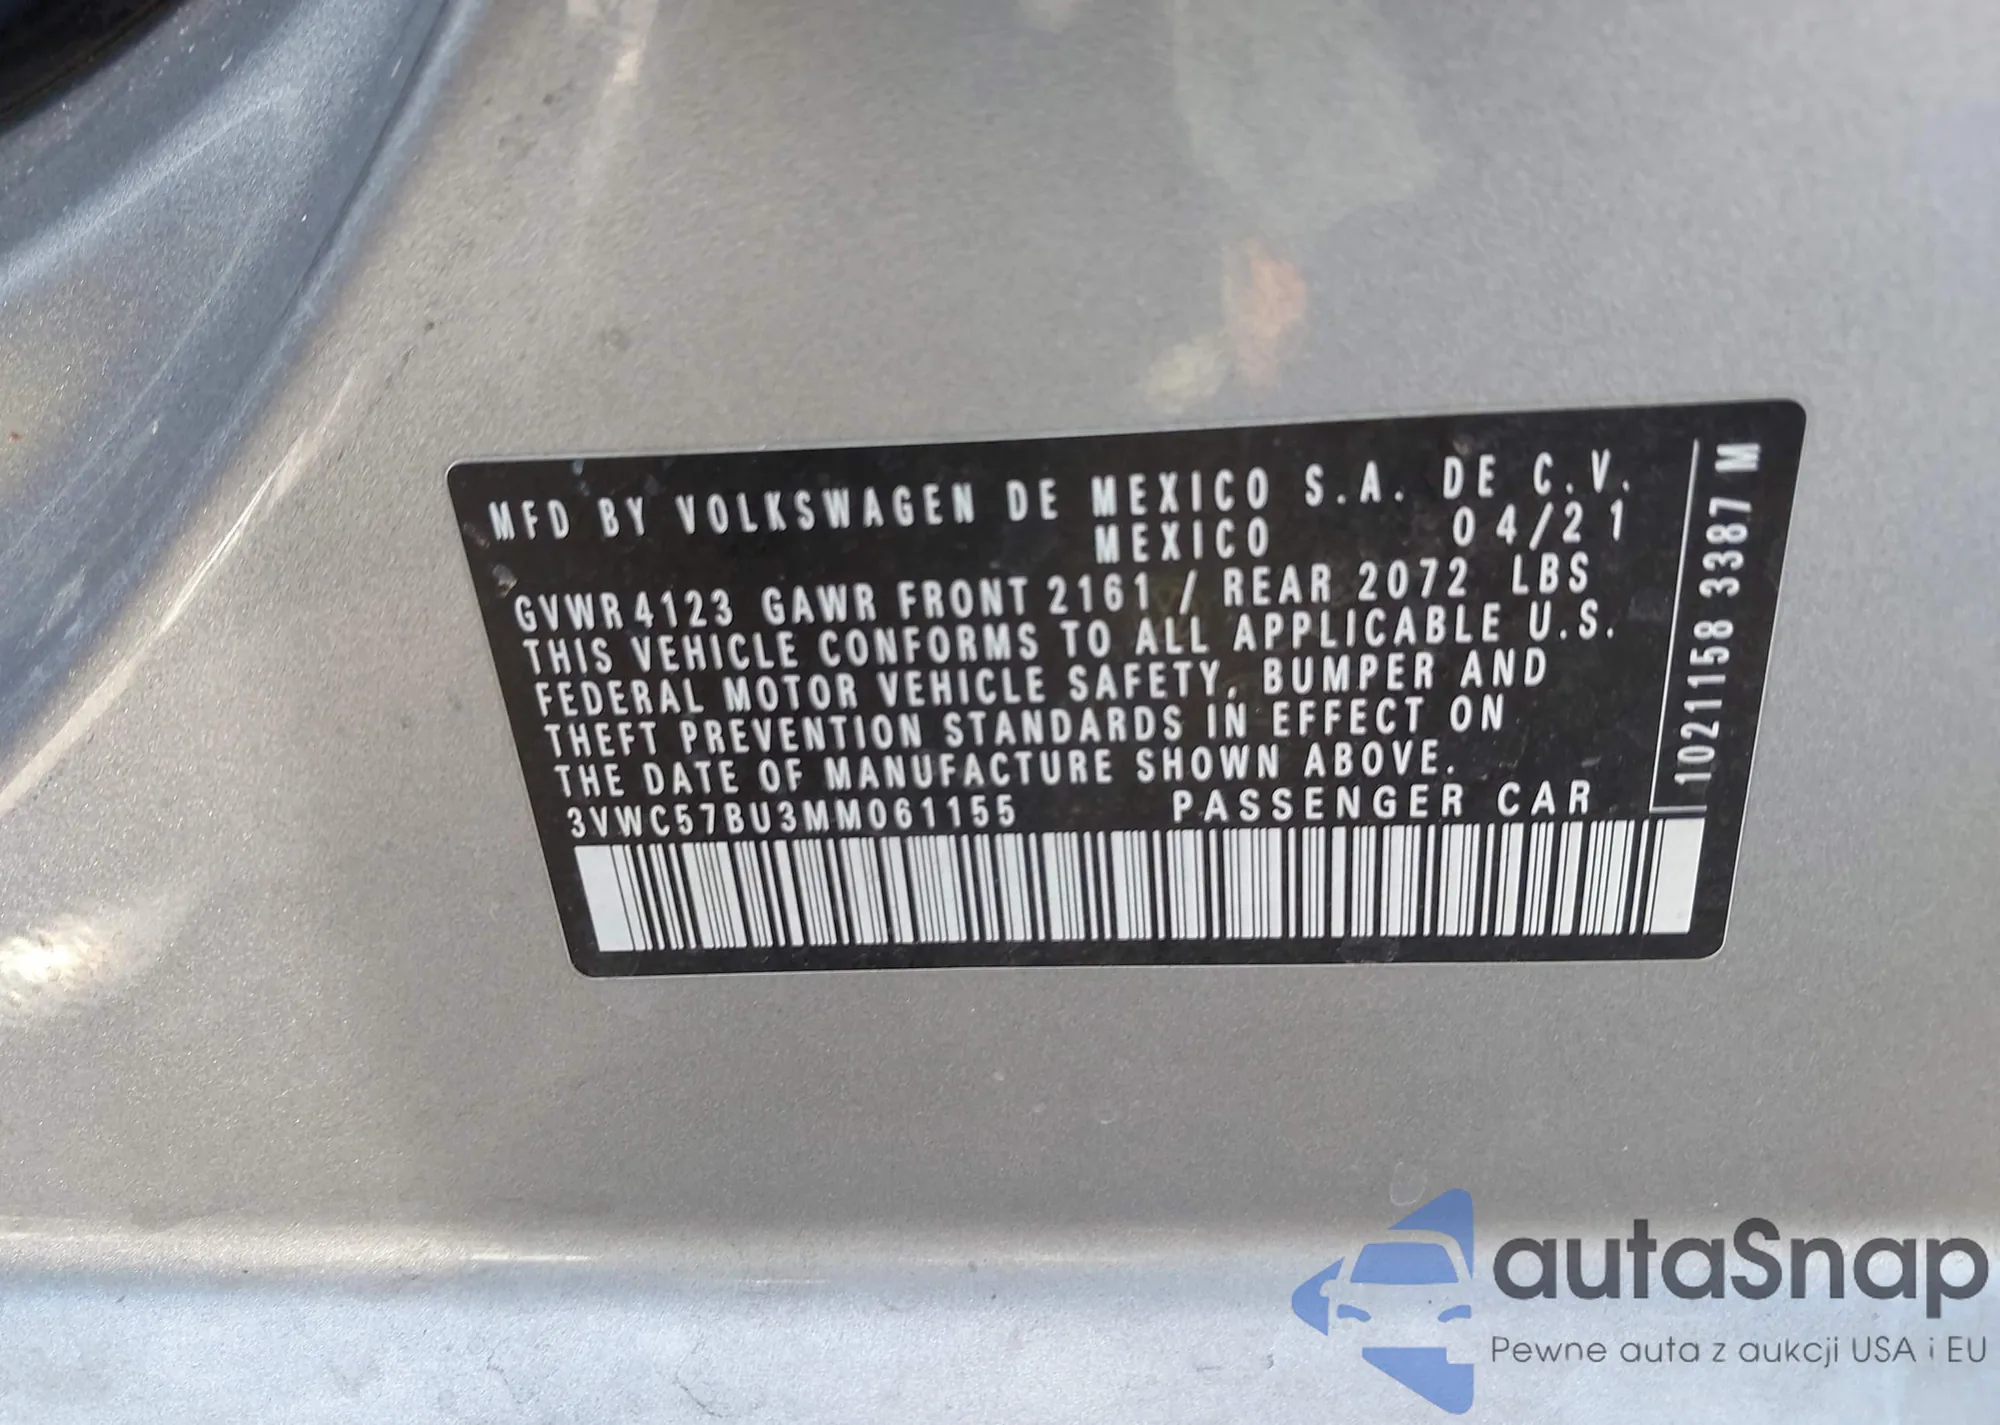 MFD BY VOLKSWAGEN DE MEXICO S.A. DE C.V.
MEXICO 04/21
GVWR 4123 GAWR FRONT 2161 / REAR 2072 LBS
THIS VEHICLE CONFORMS TO ALL APPLICABLE U.S.
FEDERAL MOTOR VEHICLE SAFETY, BUMPER AND
THEFT PREVENTION STANDARDS IN EFFECT ON
THE DATE OF MANUFACTURE SHOWN ABOVE.
3VWC57BU3MM061155 PASSENGER CAR
1021158 3387 M
autaSnap
Pewne auta z aukcji USA i EU